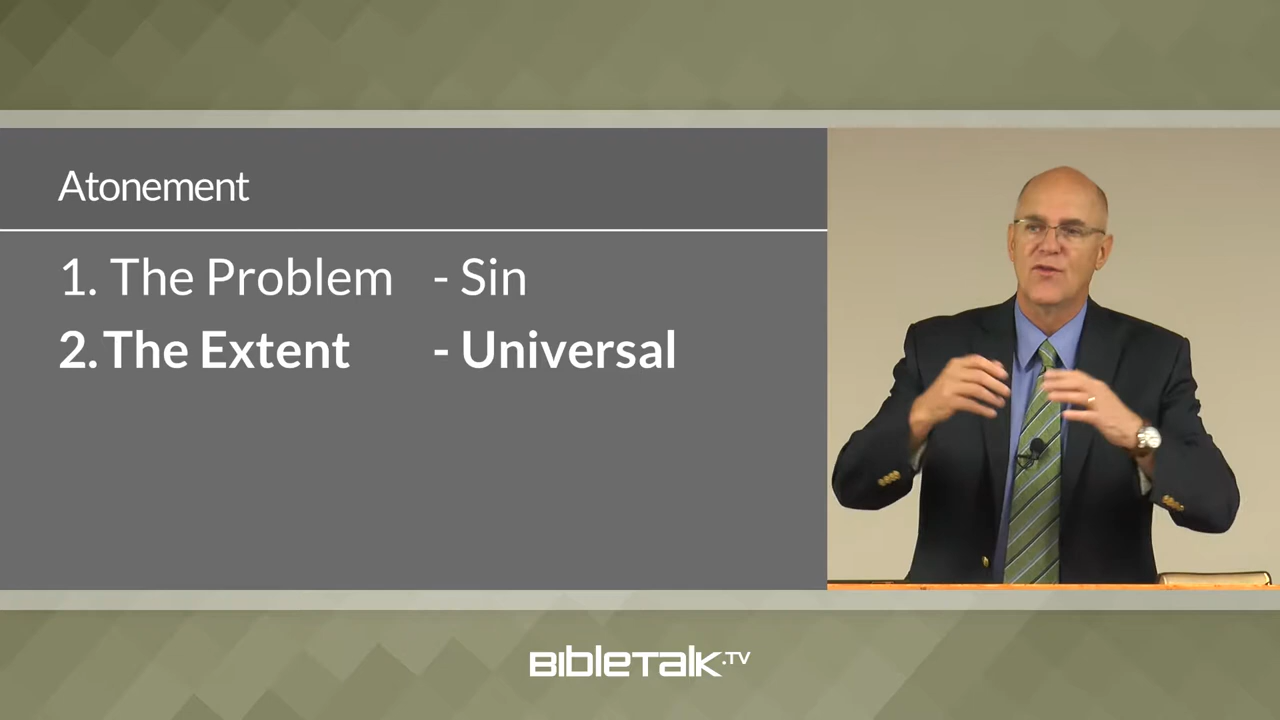 Atonement
1. The Problem - Sin
2. The Extent - Universal
BibleTalk.TV